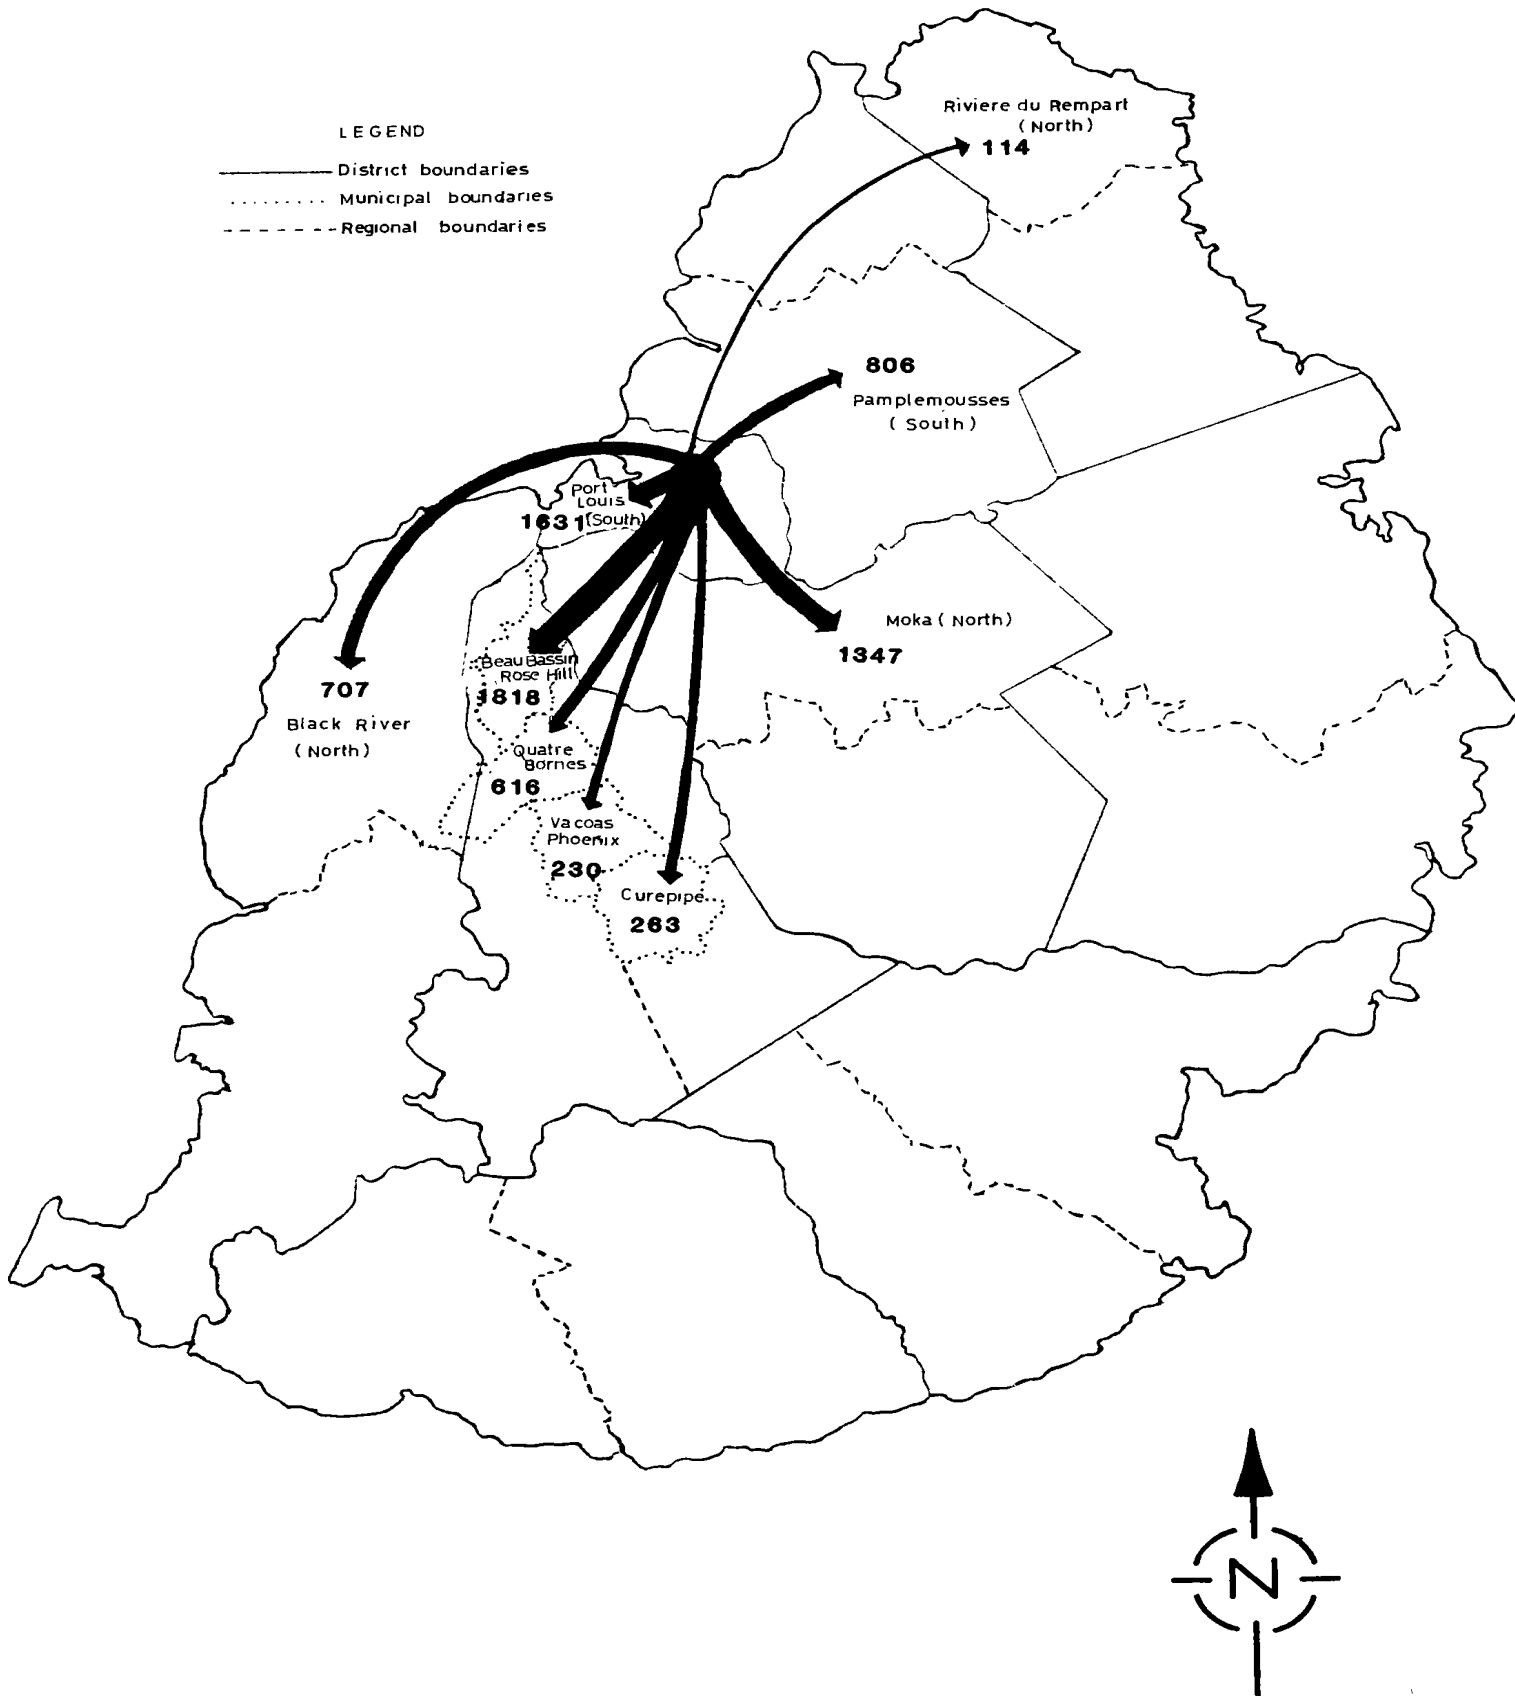 LEGEND
District boundaries
Municipal boundaries
Regional boundaries
Riviere du Rempart
(North)
114
806
Pamplemousses
(South)
Port
Louis
1631 (South)
Moka (North)
1347
Beau Bassin
Rose Hill
1818
707
Black River
(North)
Quatre
Bornes
616
Vacoas
Phoenix
230
Curepipe
263
N